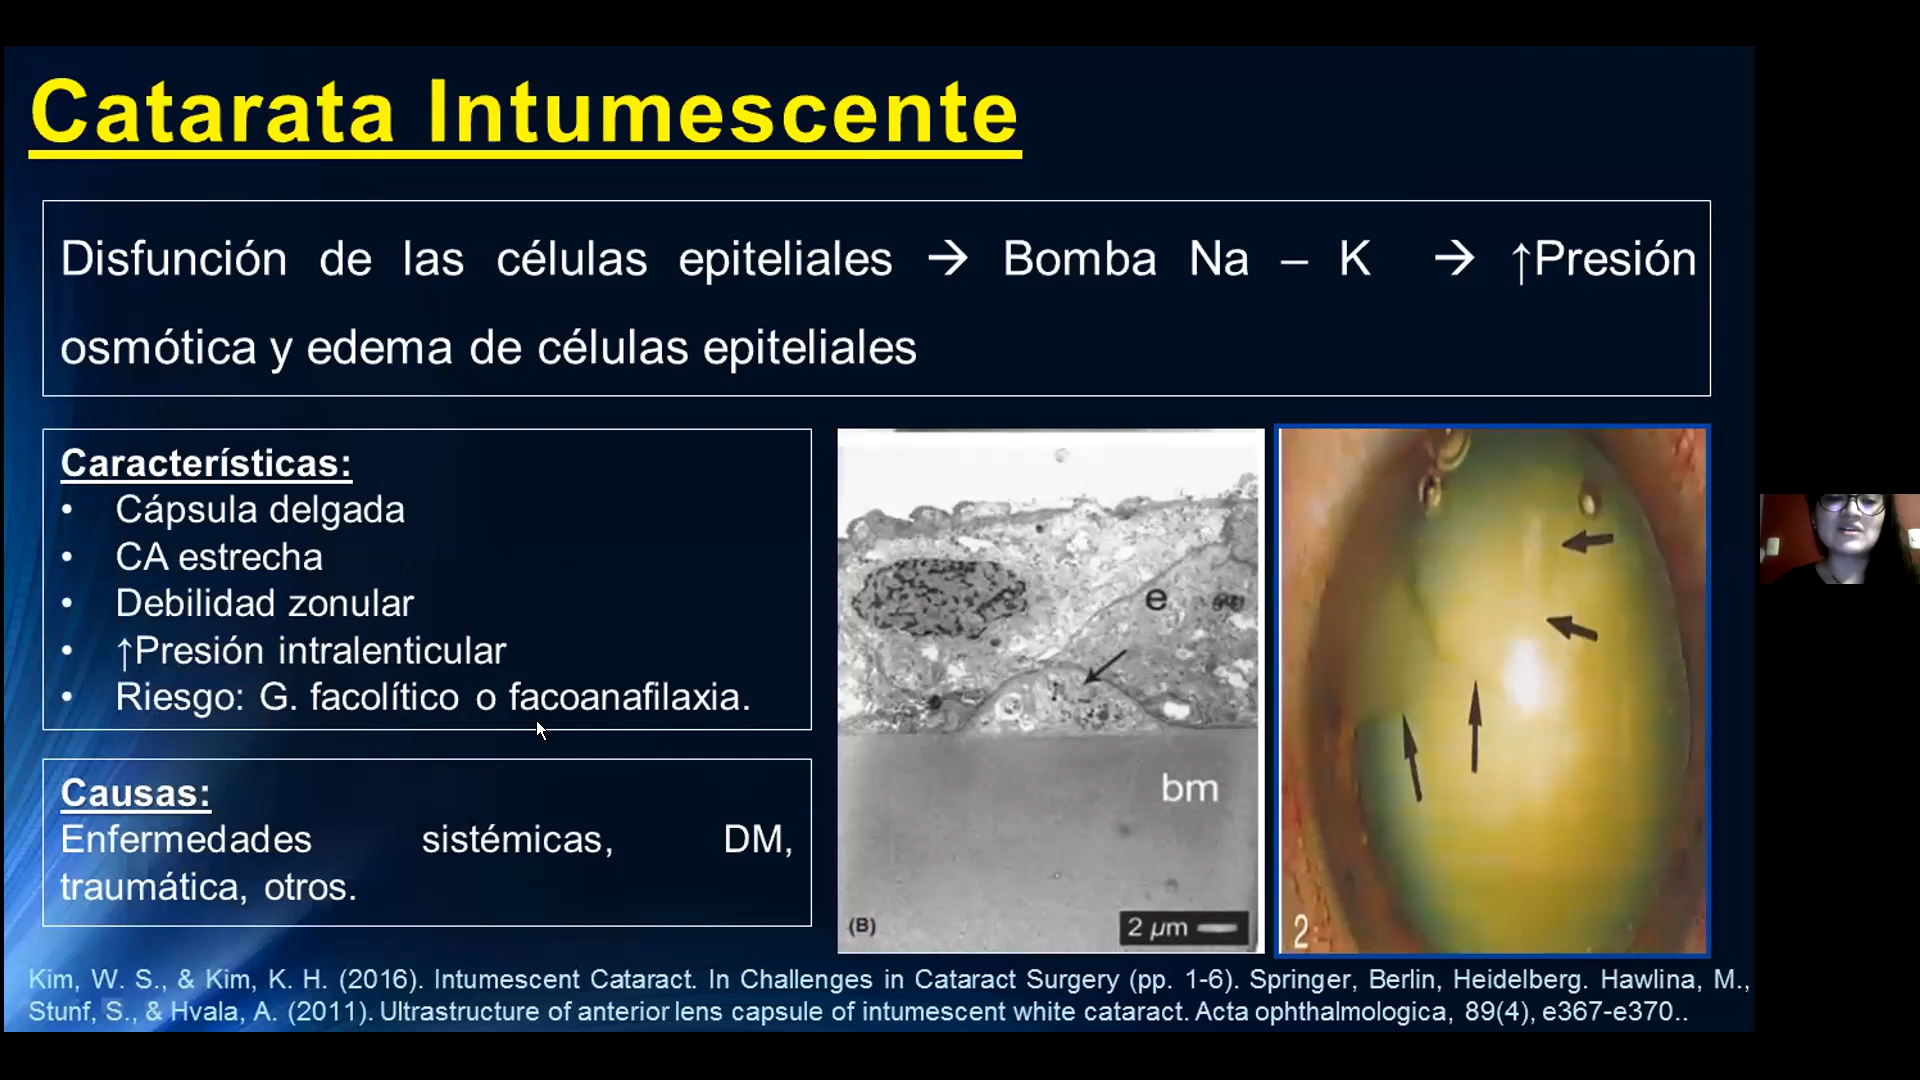 Catarata Intumescente
Disfunción de las células epiteliales → Bomba Na – K → ↑Presión
osmótica y edema de células epiteliales
Características:
• Cápsula delgada
• CA estrecha
• Debilidad zonular
• ↑Presión intralenticular
• Riesgo: G. facolítico o facoanafilaxia.
Causas:
Enfermedades sistémicas, DM,
traumática, otros.
e
bm
(B)
2 µm
2
Kim, W. S., & Kim, K. H. (2016). Intumescent Cataract. In Challenges in Cataract Surgery (pp. 1-6). Springer, Berlin, Heidelberg. Hawlina, M.,
Stunf, S., & Hvala, A. (2011). Ultrastructure of anterior lens capsule of intumescent white cataract. Acta ophthalmologica, 89(4), e367-e370..